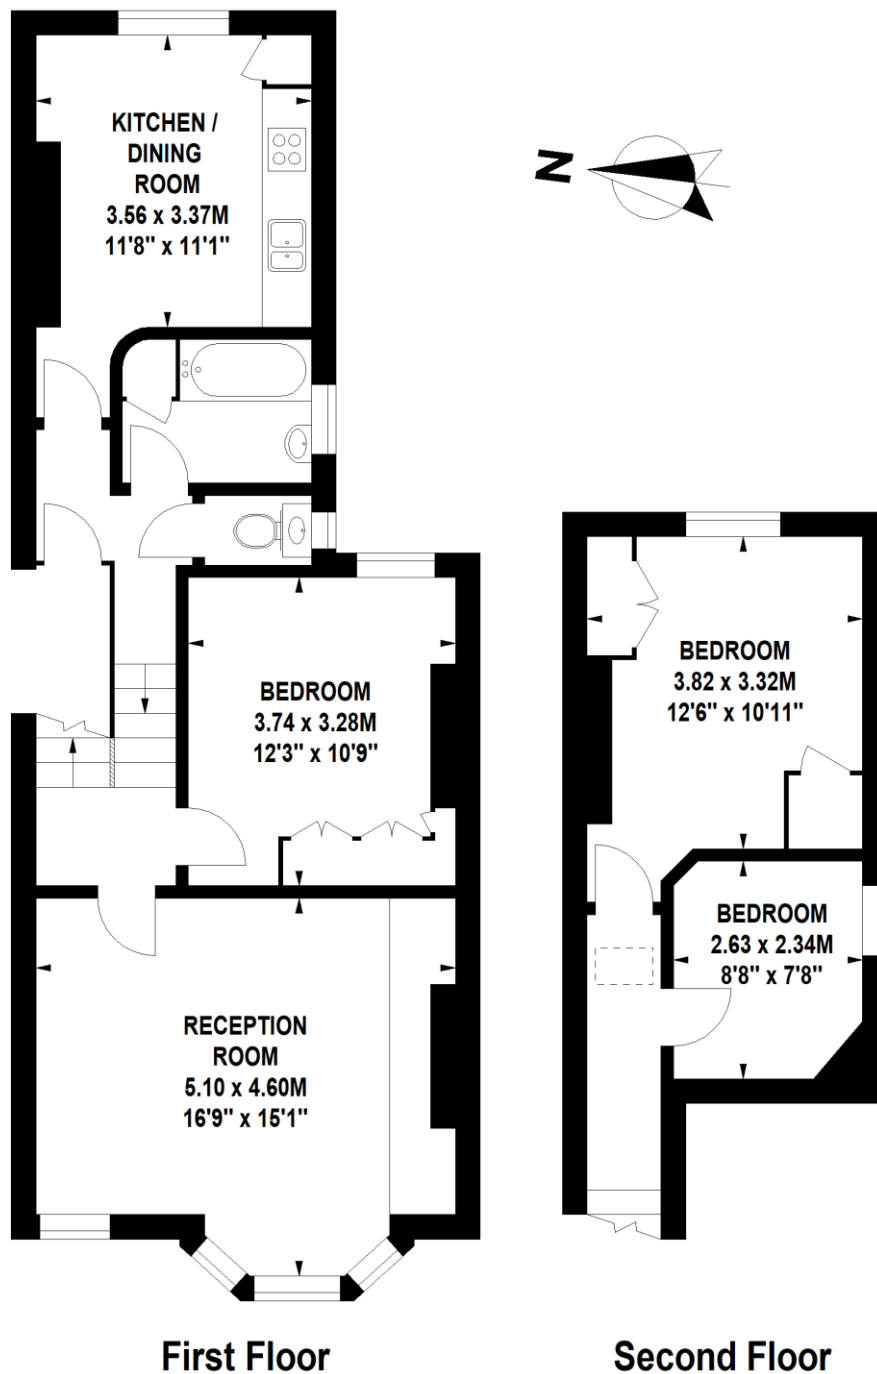 KITCHEN /
DINING
ROOM
3.56 x 3.37M
11'8" x 11'1"
N
BEDROOM
3.74 x 3.28M
12'3" x 10'9"
BEDROOM
3.82 x 3.32M
12'6" x 10'11"
BEDROOM
2.63 x 2.34M
8'8" x 7'8"
RECEPTION
ROOM
5.10 x 4.60M
16'9" x 15'1"
First Floor
Second Floor